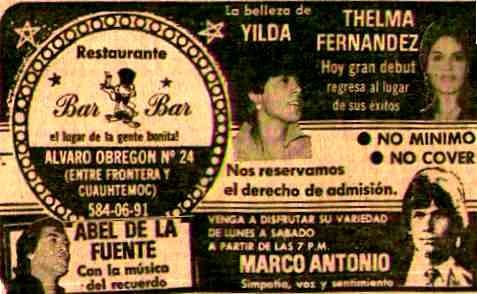 Restaurante
Bar Bar
el lugar de la gente bonita!
ALVARO OBREGON Nº 24
(ENTRE FRONTERA Y
CUAUHTEMOC)
584-06-91
ABEL DE LA
FUENTE
Con la música
del recuerdo
La belleza de
YILDA
THELMA
FERNANDEZ
Hoy gran debut
regresa al lugar
de sus éxitos
● NO MINIMO
● NO COVER
Nos reservamos
el derecho de admisión.
VENGA A DISFRUTAR SU VARIEDAD
DE LUNES A SABADO
A PARTIR DE LAS 7 P.M.
MARCO ANTONIO
Simpatía, voz y sentimiento